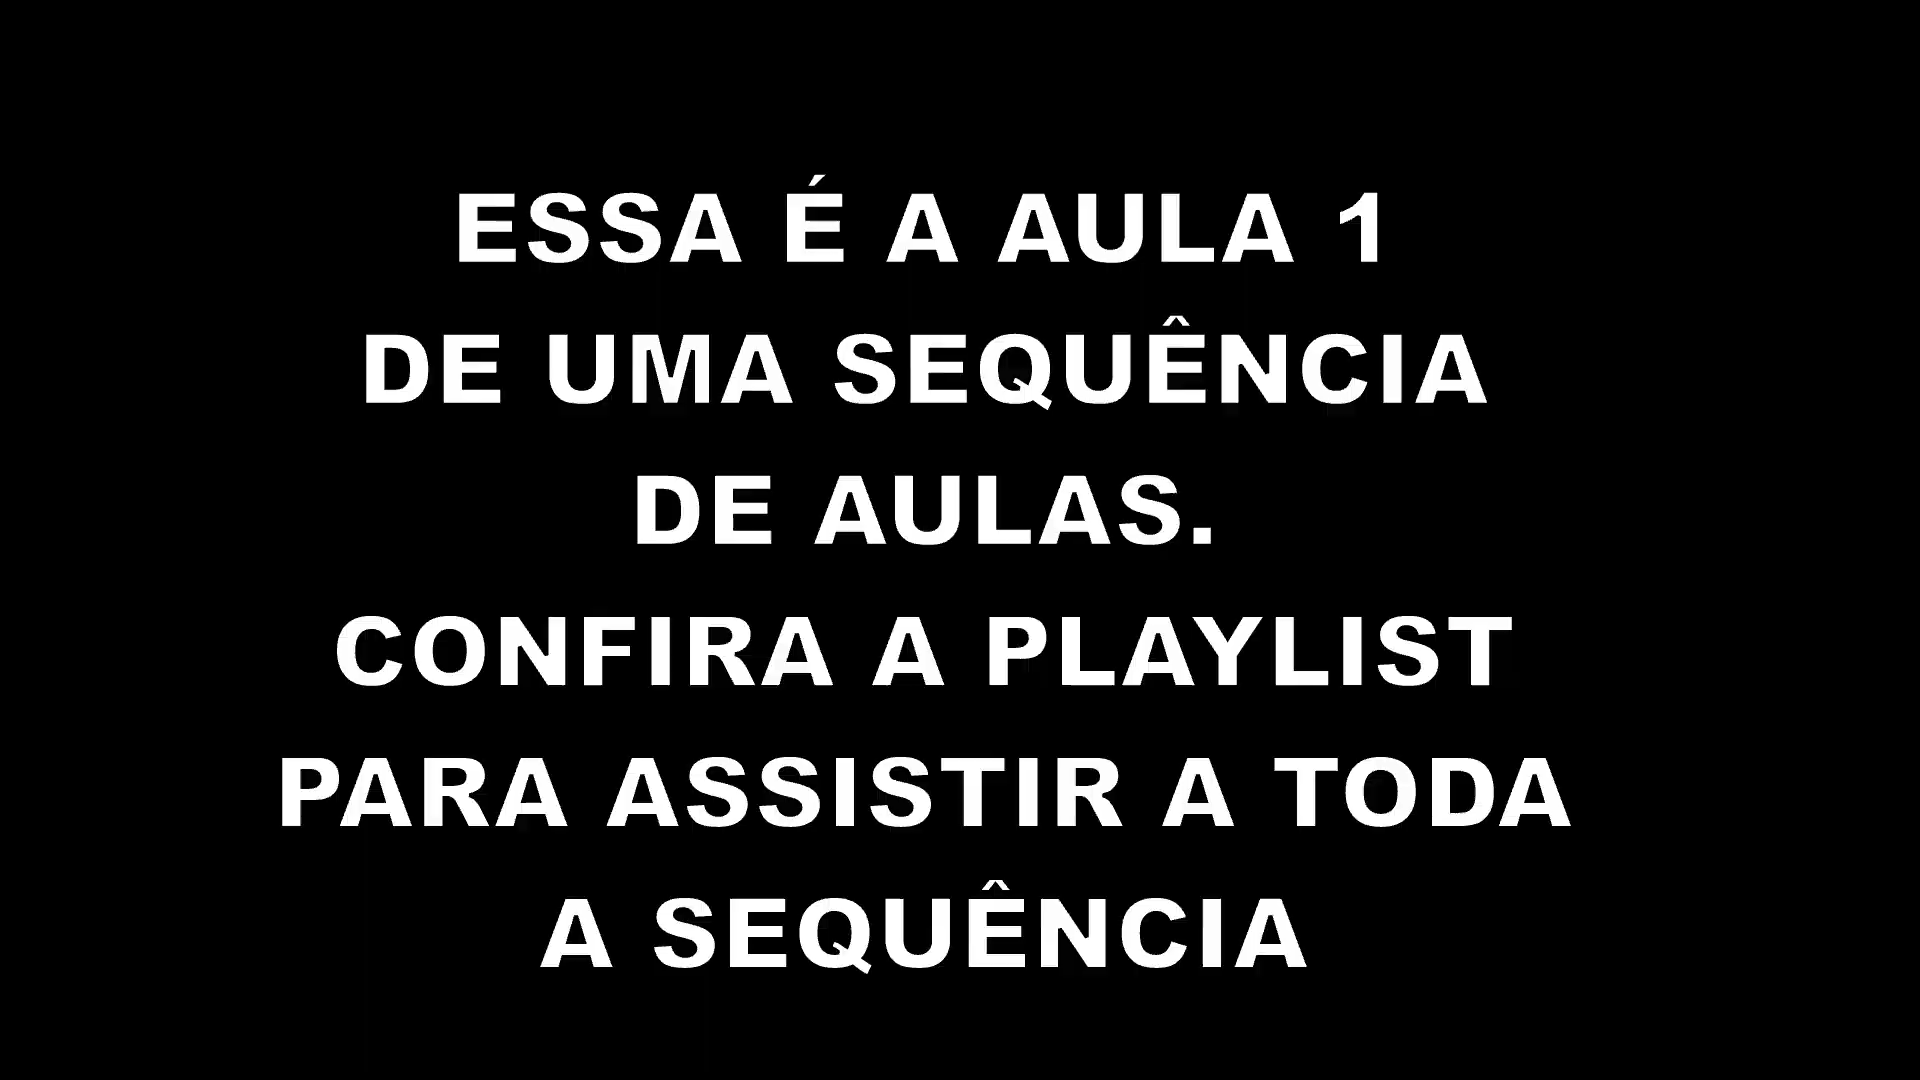 ESSA É A AULA 1
DE UMA SEQUÊNCIA
DE AULAS.
CONFIRA A PLAYLIST
PARA ASSISTIR A TODA
A SEQUÊNCIA